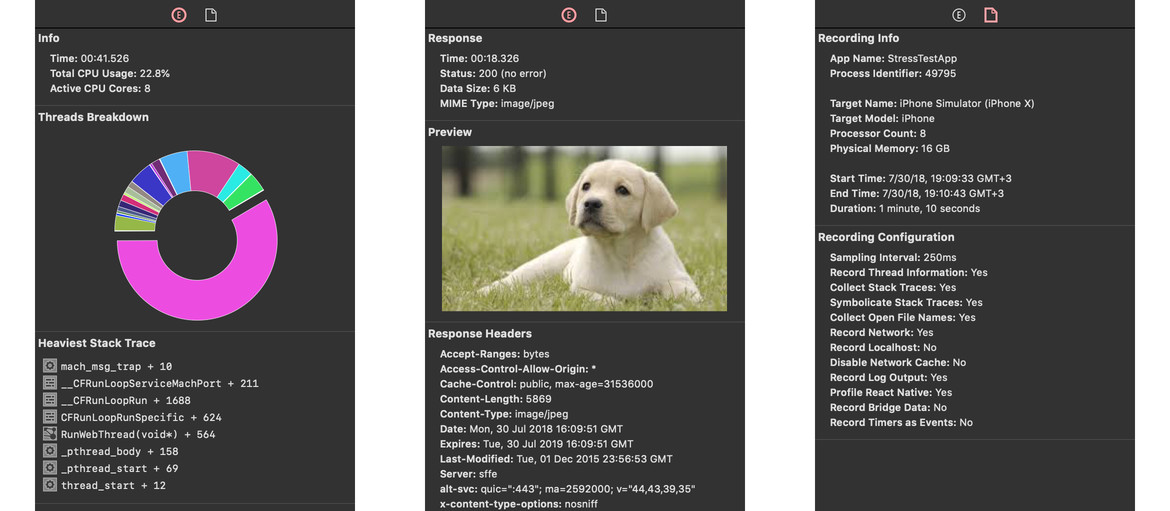 Info
Time: 00:41.526
Total CPU Usage: 22.8%
Active CPU Cores: 8
Threads Breakdown
Heaviest Stack Trace
mach_msg_trap + 10
__CFRunLoopServiceMachPort + 211
__CFRunLoopRun + 1688
CFRunLoopRunSpecific + 624
RunWebThread(void*) + 564
_pthread_body + 158
_pthread_start + 69
thread_start + 12
E
Response
Time: 00:18.326
Status: 200 (no error)
Data Size: 6 KB
MIME Type: image/jpeg
Preview
Response Headers
Accept-Ranges: bytes
Access-Control-Allow-Origin: *
Cache-Control: public, max-age=31536000
Content-Length: 5869
Content-Type: image/jpeg
Date: Mon, 30 Jul 2018 16:09:51 GMT
Expires: Tue, 30 Jul 2019 16:09:51 GMT
Last-Modified: Tue, 01 Dec 2015 23:56:53 GMT
Server: sffe
alt-svc: quic=":443"; ma=2592000; v="44,43,39,35"
x-content-type-options: nosniff
E
Recording Info
App Name: StressTestApp
Process Identifier: 49795
Target Name: iPhone Simulator (iPhone X)
Target Model: iPhone
Processor Count: 8
Physical Memory: 16 GB
Start Time: 7/30/18, 19:09:33 GMT+3
End Time: 7/30/18, 19:10:43 GMT+3
Duration: 1 minute, 10 seconds
Recording Configuration
Sampling Interval: 250ms
Record Thread Information: Yes
Collect Stack Traces: Yes
Symbolicate Stack Traces: Yes
Collect Open File Names: Yes
Record Network: Yes
Record Localhost: No
Disable Network Cache: No
Record Log Output: Yes
Profile React Native: Yes
Record Bridge Data: No
Record Timers as Events: No
E